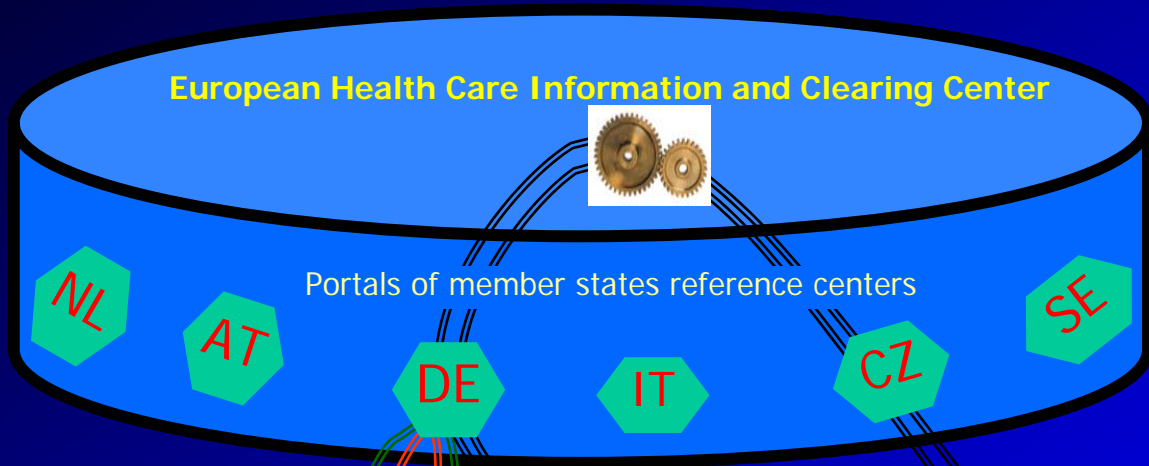 European Health Care Information and Clearing Center
Portals of member states reference centers
NL
AT
DE
IT
CZ
SE